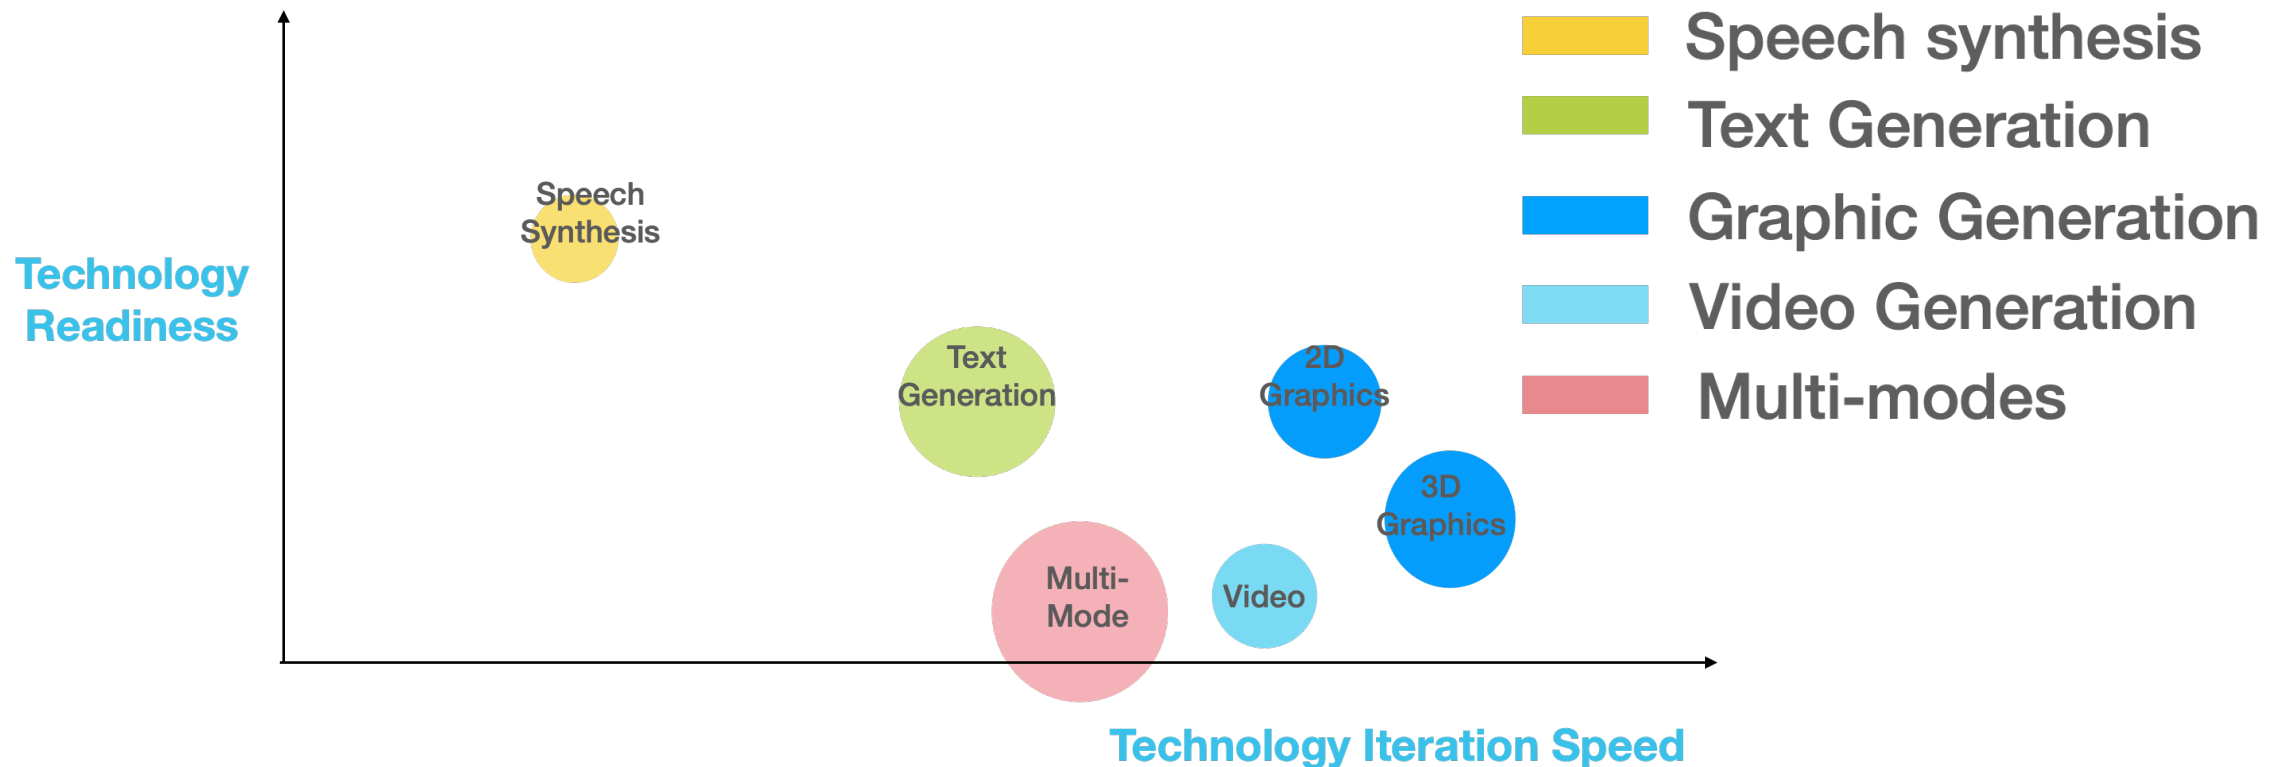 Speech synthesis
Text Generation
Graphic Generation
Video Generation
Multi-modes
Technology
Readiness
Speech
Synthesis
Text
Generation
2D
Graphics
3D
Graphics
Multi-
Mode
Video
Technology Iteration Speed